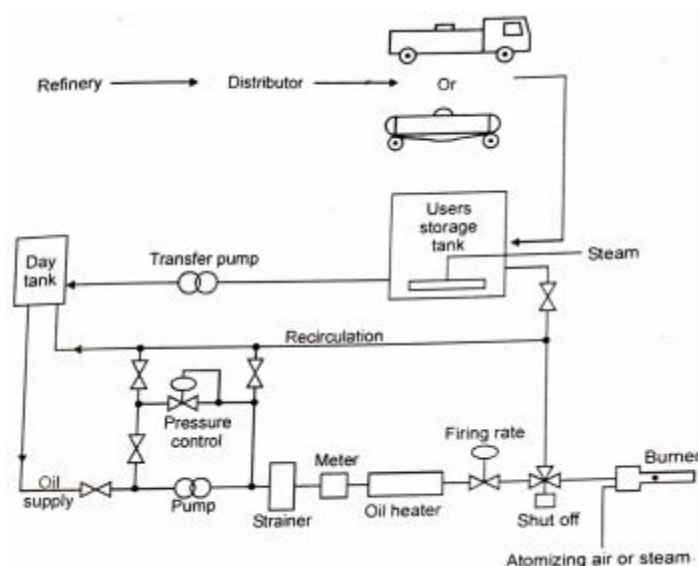 Refinery
Distributor
Or
Users
storage
tank
Steam
Day
tank
Transfer pump
Recirculation
Pressure
control
Firing rate
Oil
supply
Pump
Strainer
Meter
Oil heater
Shut off
Burner
Atomizing air or steam